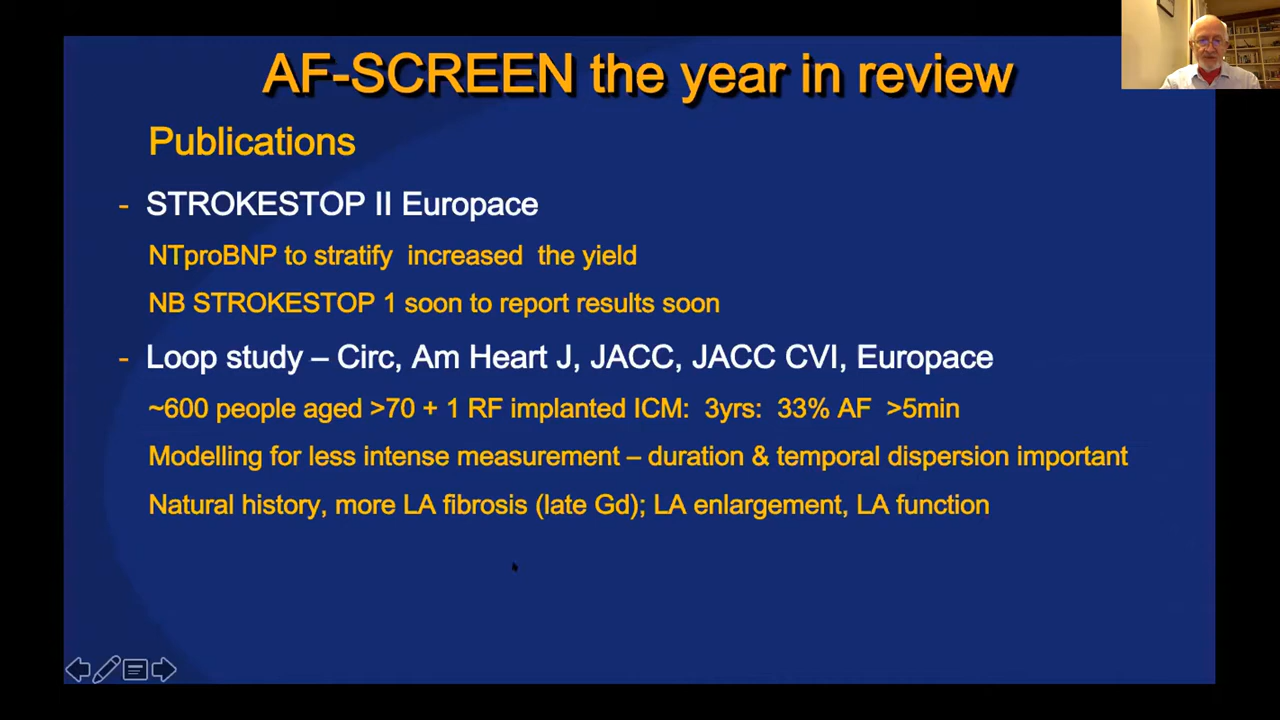 AF-SCREEN the year in review
Publications
- STROKESTOP II Europace
NTproBNP to stratify increased the yield
NB STROKESTOP 1 soon to report results soon
- Loop study – Circ, Am Heart J, JACC, JACC CVI, Europace
~600 people aged >70 + 1 RF implanted ICM: 3yrs: 33% AF >5min
Modelling for less intense measurement – duration & temporal dispersion important
Natural history, more LA fibrosis (late Gd); LA enlargement, LA function